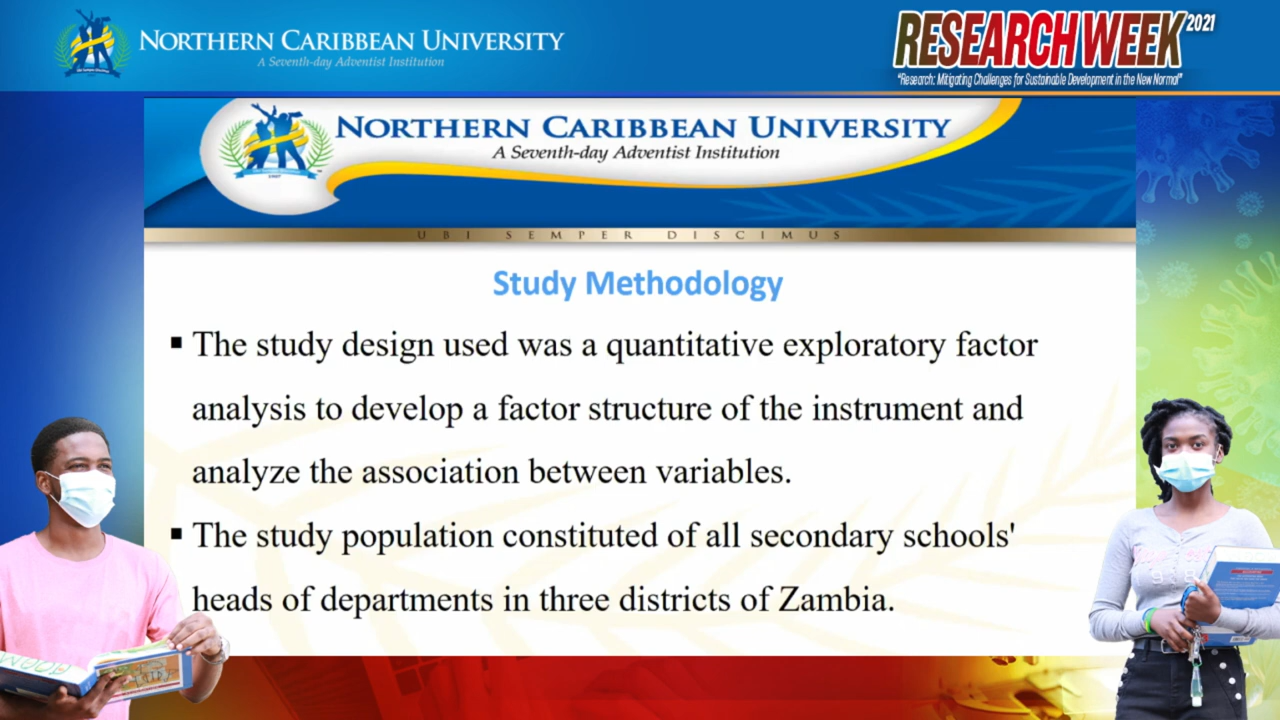 NORTHERN CARIBBEAN UNIVERSITY
A Seventh-day Adventist Institution
RESEARCH WEEK 2021
"Research: Mitigating Challenges for Sustainable Development in the New Normal"
NORTHERN CARIBBEAN UNIVERSITY
A Seventh-day Adventist Institution
UBI SEMPER DISCIMUS
Study Methodology
▪ The study design used was a quantitative exploratory factor
analysis to develop a factor structure of the instrument and
analyze the association between variables.
▪ The study population constituted of all secondary schools'
heads of departments in three districts of Zambia.